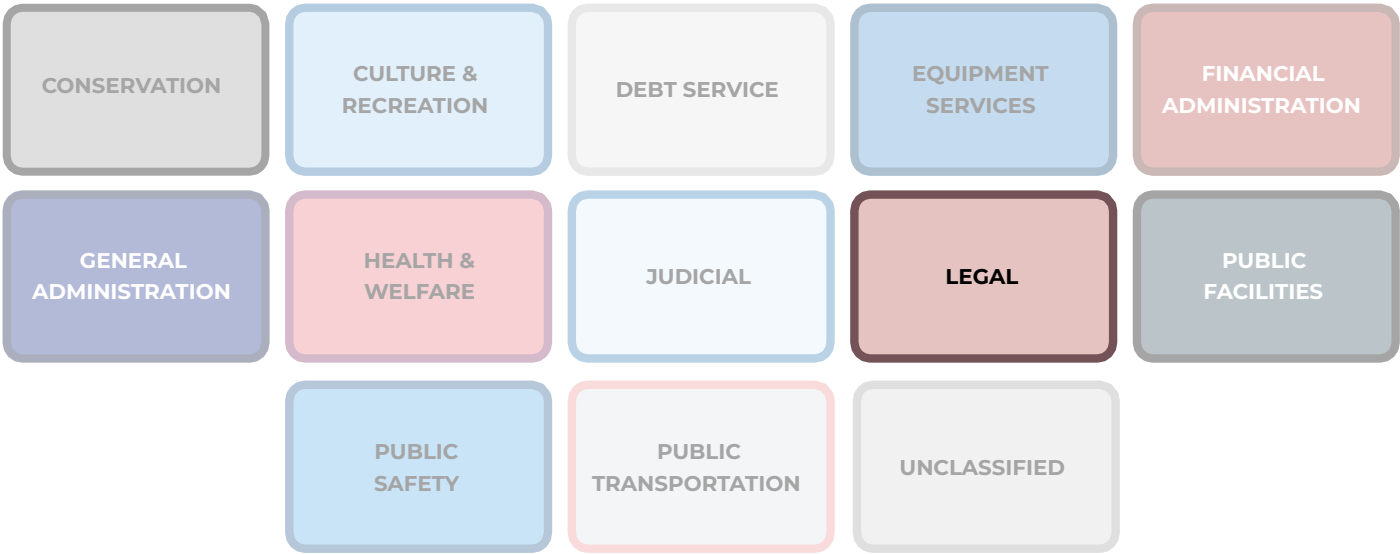 CONSERVATION
CULTURE &
RECREATION
DEBT SERVICE
EQUIPMENT
SERVICES
FINANCIAL
ADMINISTRATION
GENERAL
ADMINISTRATION
HEALTH &
WELFARE
JUDICIAL
LEGAL
PUBLIC
FACILITIES
PUBLIC
SAFETY
PUBLIC
TRANSPORTATION
UNCLASSIFIED